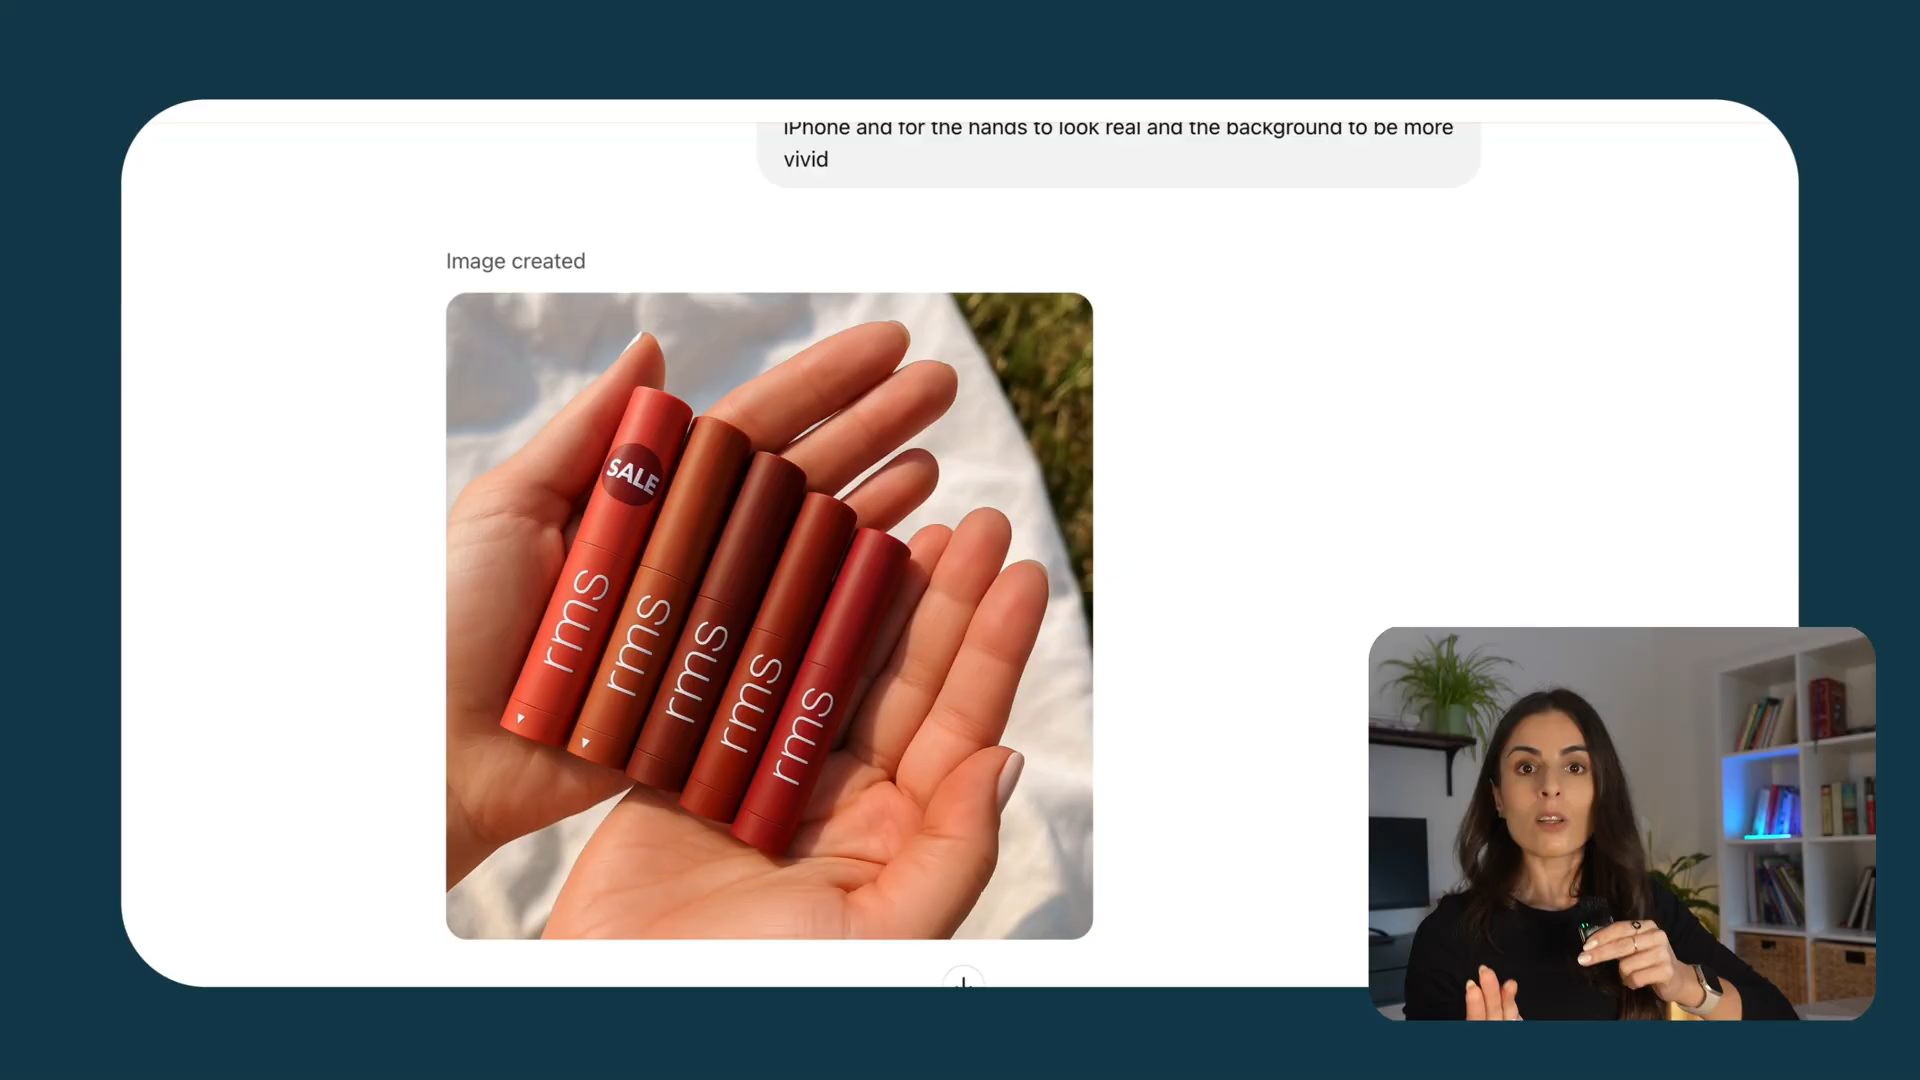 iPhone and for the hands to look real and the background to be more
vivid
Image created
SALE
rms
rms
rms
rms
rms